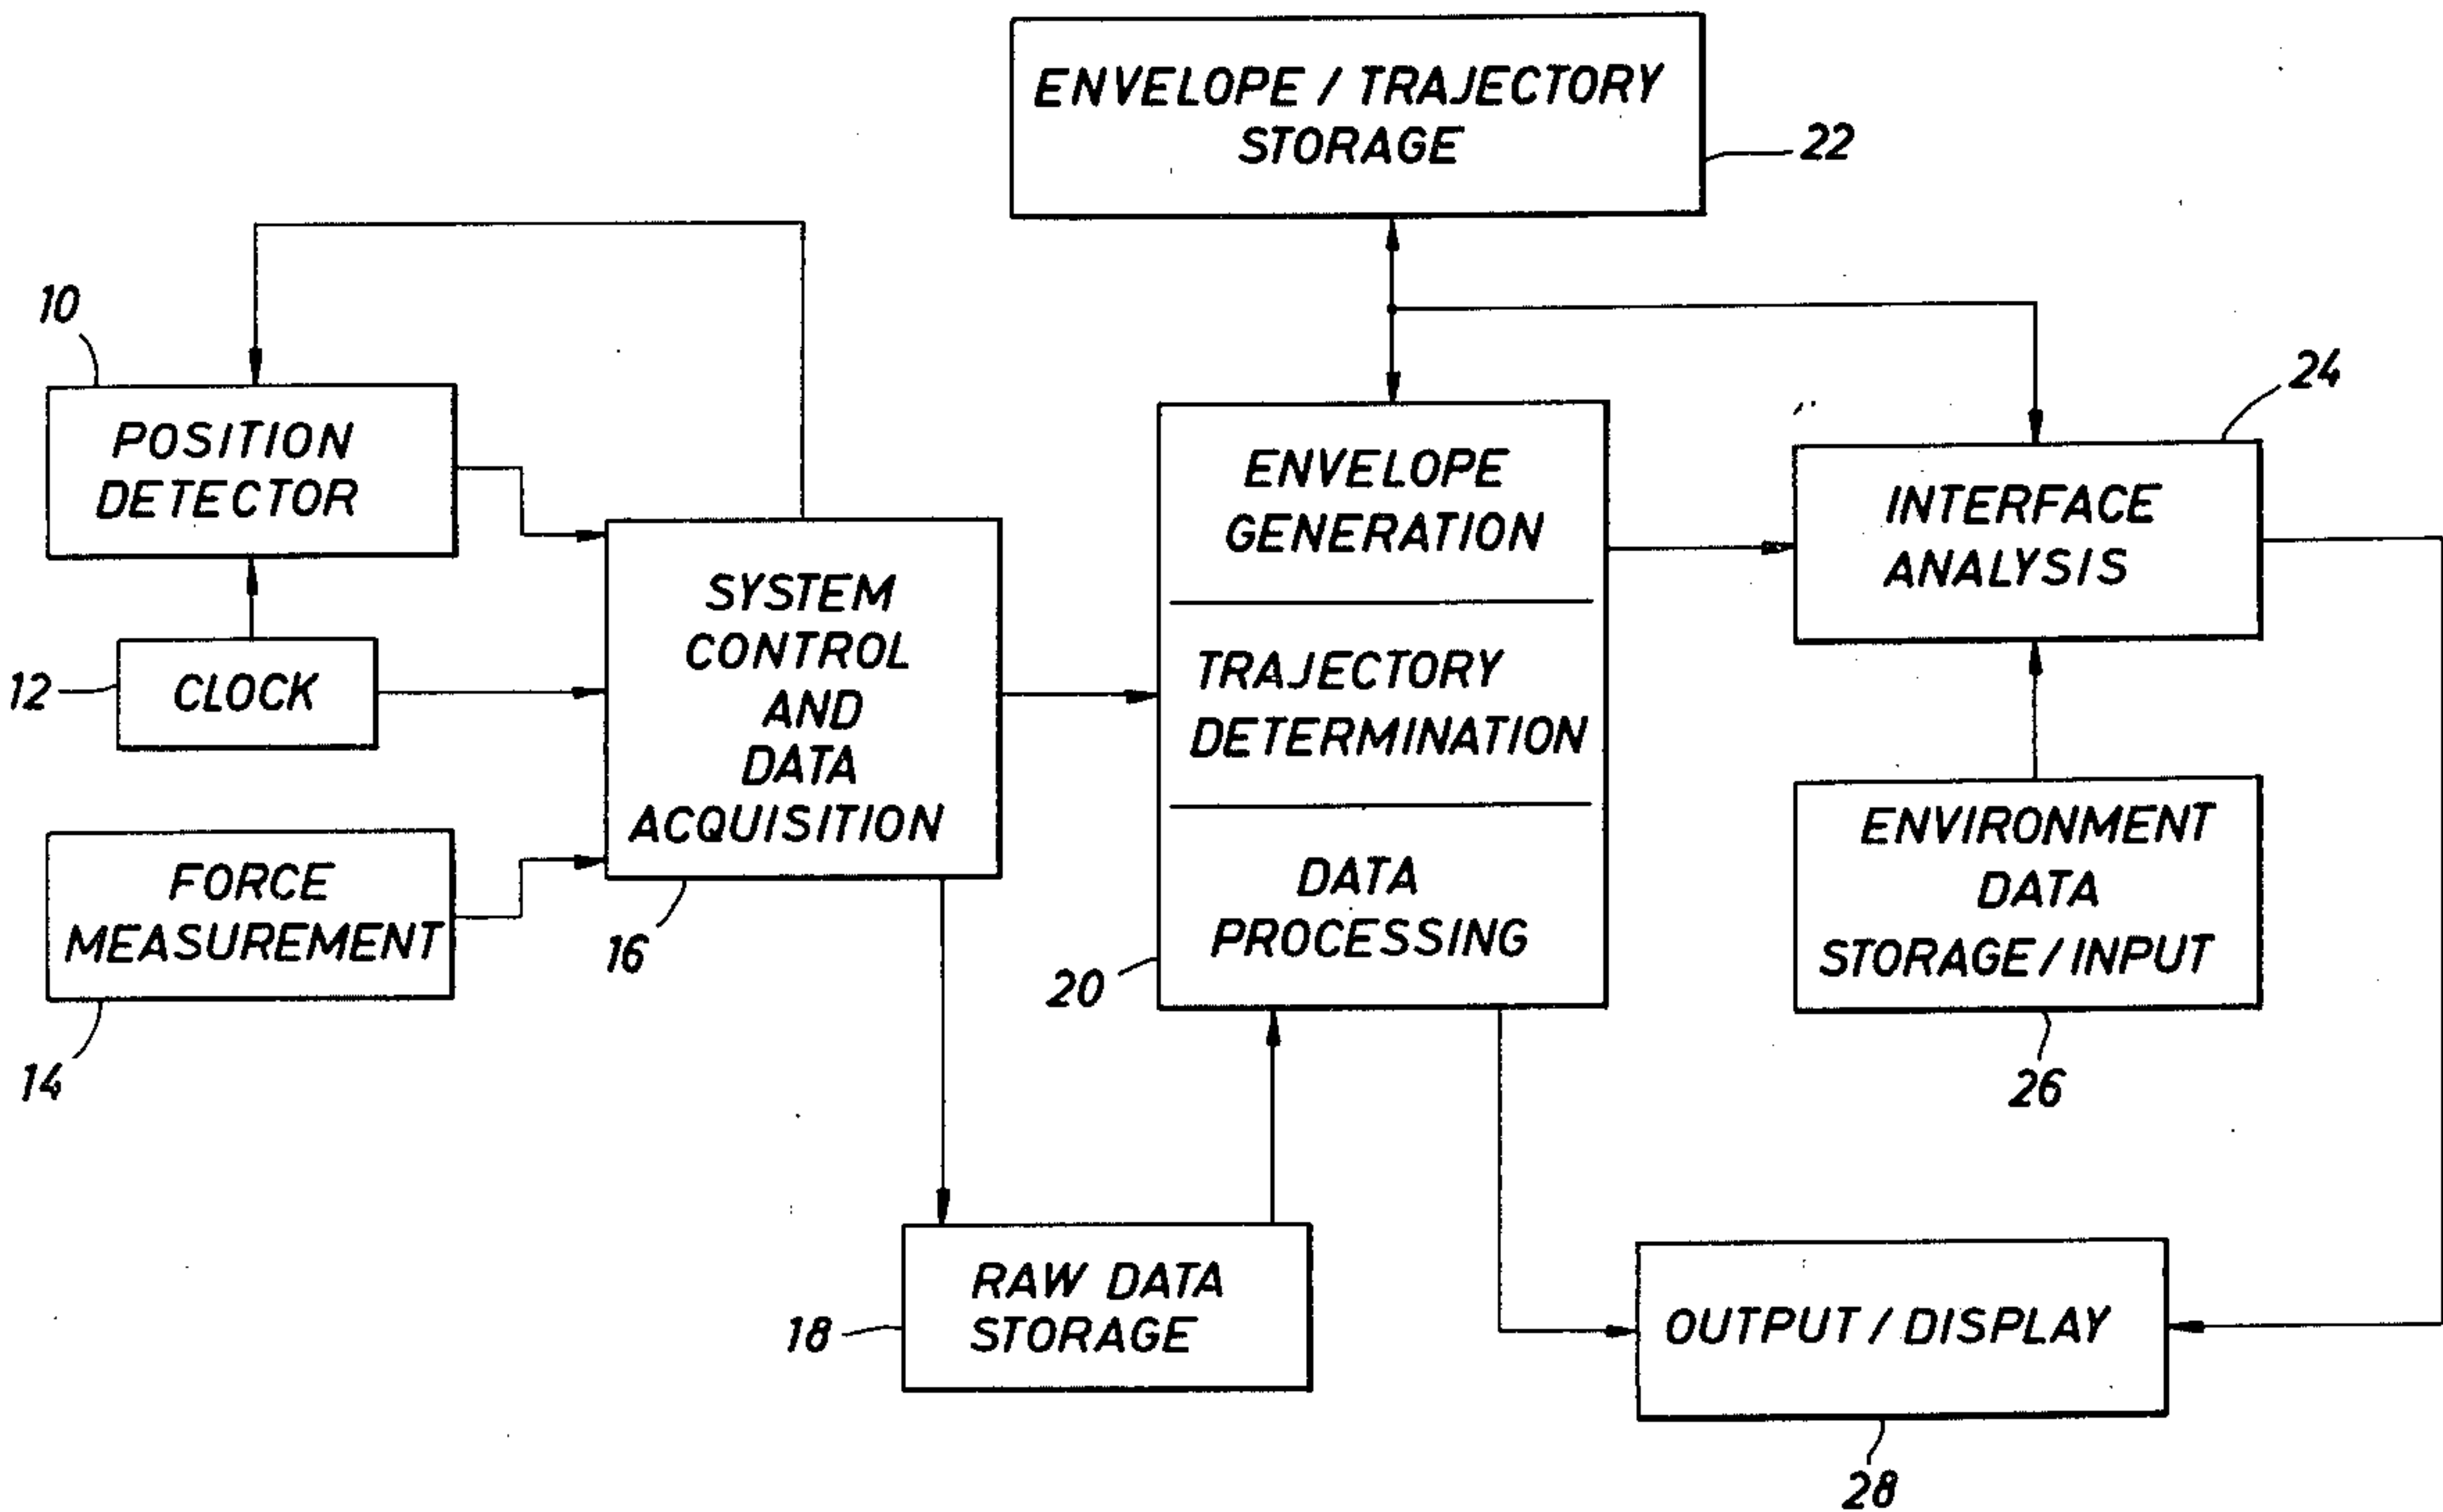 ENVELOPE / TRAJECTORY
STORAGE
22
10
POSITION
DETECTOR
12
CLOCK
FORCE
MEASUREMENT
14
SYSTEM
CONTROL
AND
DATA
ACQUISITION
16
RAW DATA
STORAGE
18
ENVELOPE
GENERATION
TRAJECTORY
DETERMINATION
DATA
PROCESSING
20
24
INTERFACE
ANALYSIS
ENVIRONMENT
DATA
STORAGE / INPUT
26
OUTPUT / DISPLAY
28